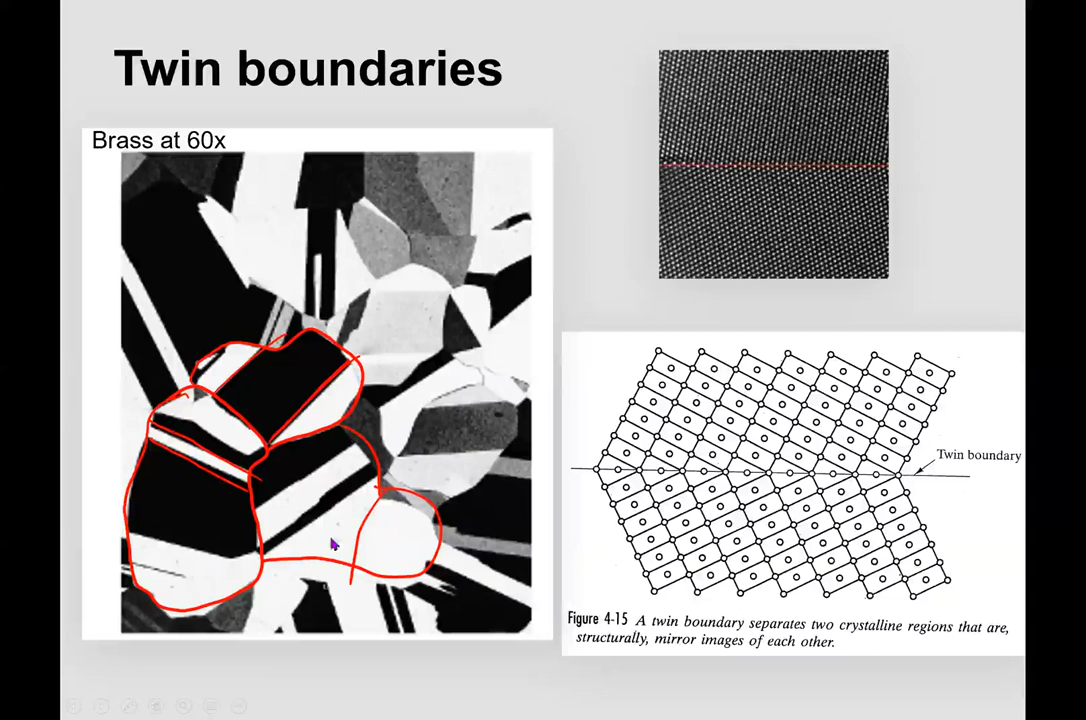 Twin boundaries
Brass at 60x
Twin boundary
Figure 4-15 A twin boundary separates two crystalline regions that are,
structurally, mirror images of each other.